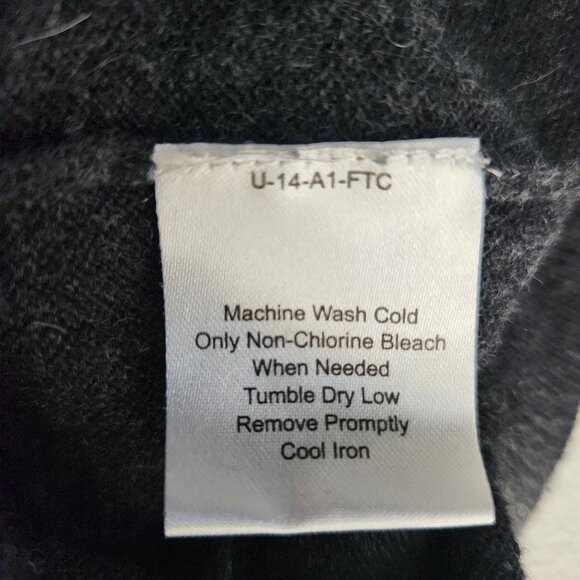 U-14-A1-FTC
Machine Wash Cold
Only Non-Chlorine Bleach
When Needed
Tumble Dry Low
Remove Promptly
Cool Iron